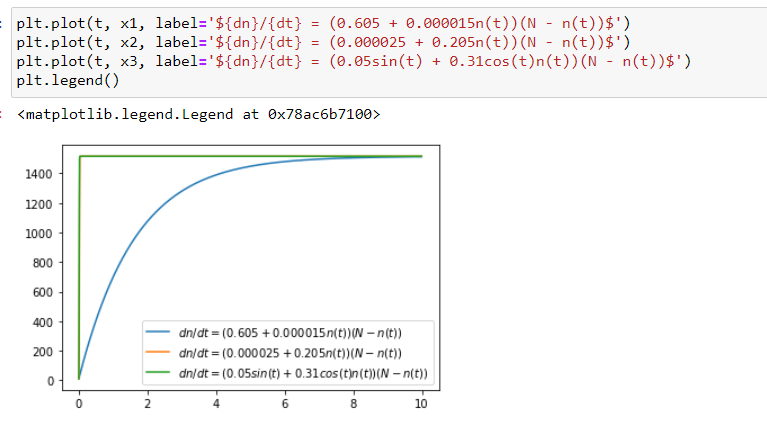 plt.plot(t, x1, label='${dn}/{dt} = (0.605 + 0.000015n(t))(N - n(t))$')
plt.plot(t, x2, label='${dn}/{dt} = (0.000025 + 0.205n(t))(N - n(t))$')
plt.plot(t, x3, label='${dn}/{dt} = (0.05sin(t) + 0.31cos(t)n(t))(N - n(t))$')
plt.legend()
<matplotlib.legend.Legend at 0x78ac6b7100>
1400
1200
1000
800
600
400
200
0
dn/dt = (0.605 + 0.000015n(t))(N − n(t))
dn/dt = (0.000025 + 0.205n(t))(N − n(t))
dn/dt = (0.05sin(t) + 0.31cos(t)n(t))(N − n(t))
0 2 4 6 8 10